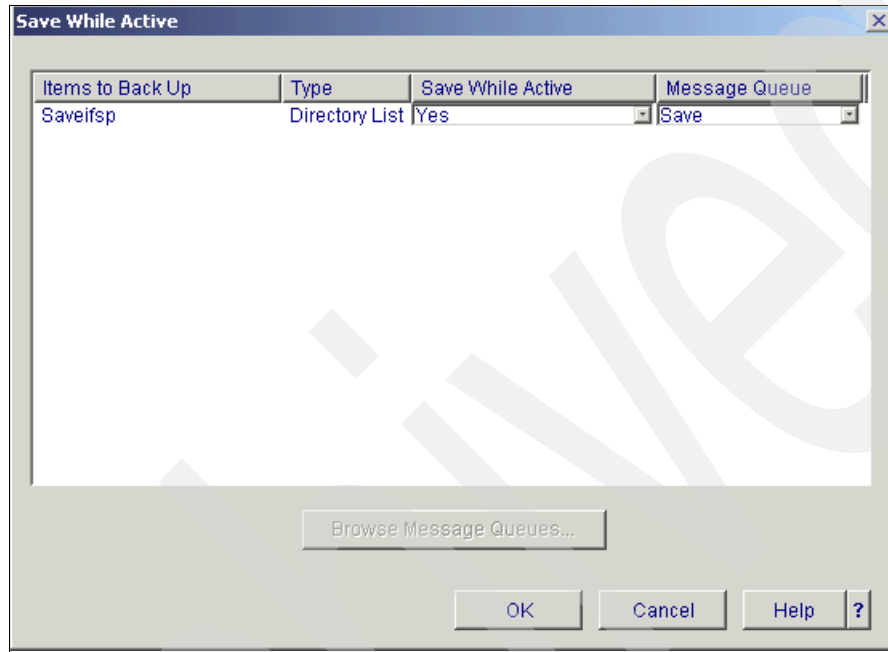 Save While Active
Items to Back Up Type Save While Active Message Queue
Saveifsp Directory List Yes Save
Browse Message Queues...
OK Cancel Help ?